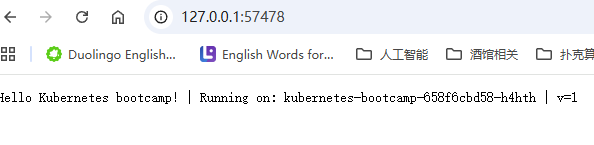 127.0.0.1:57478
Duolingo English... English Words for... 人工智能 酒馆相关 扑克算
Hello Kubernetes bootcamp! | Running on: kubernetes-bootcamp-658f6cbd58-h4hth | v=1